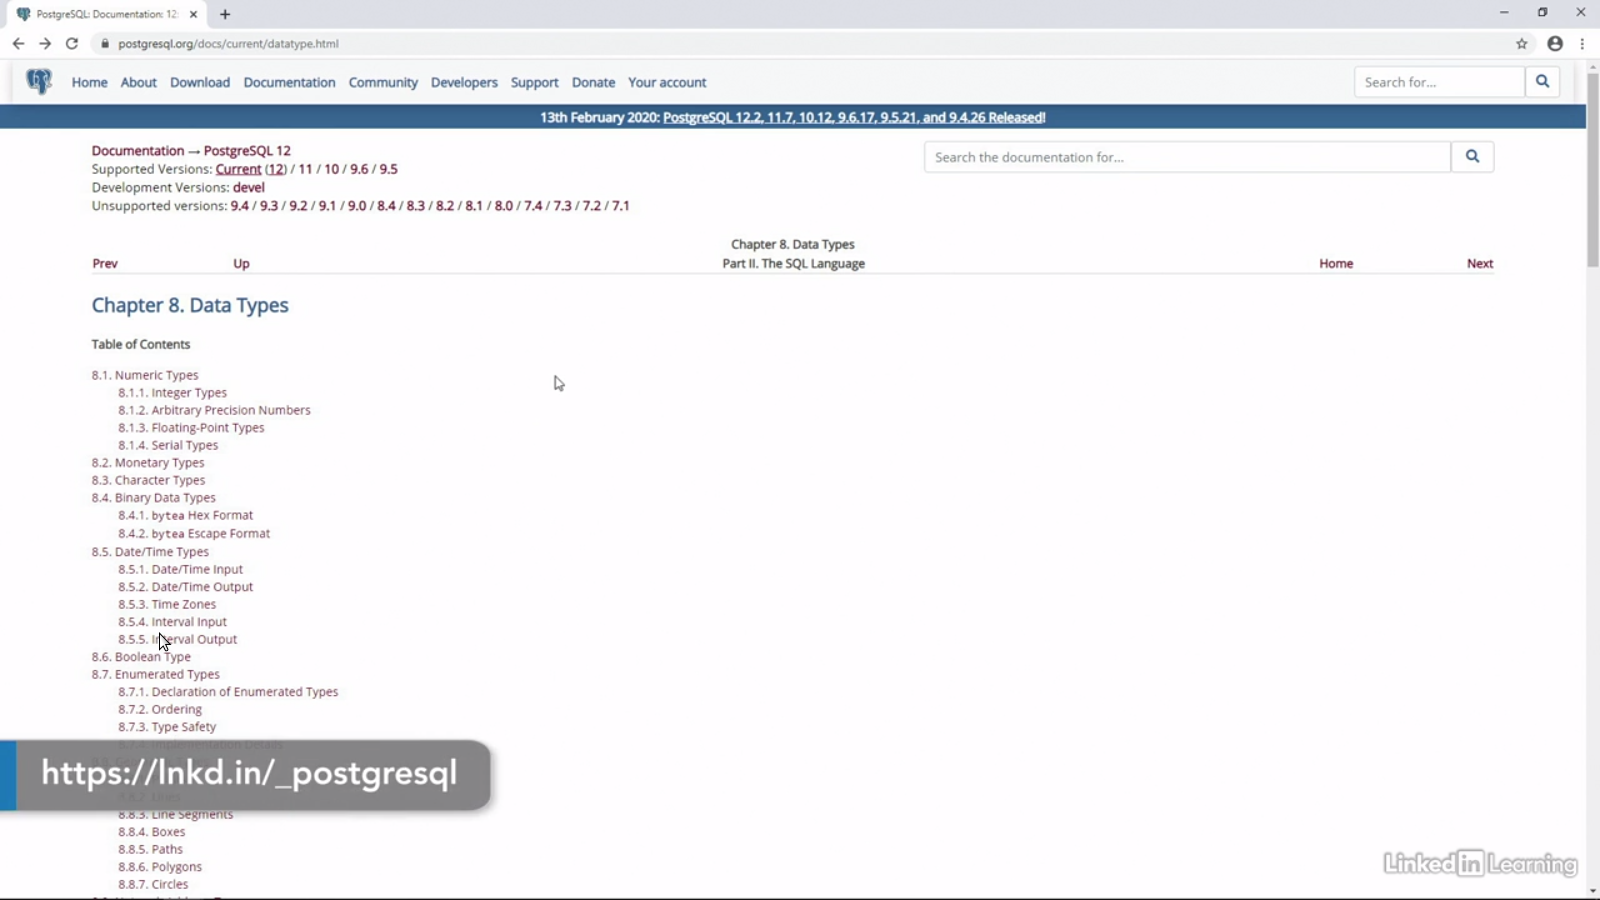 PostgreSQL: Documentation: 12:
postgresql.org/docs/current/datatype.html
Home About Download Documentation Community Developers Support Donate Your account
Search for...
13th February 2020: PostgreSQL 12.2, 11.7, 10.12, 9.6.17, 9.5.21, and 9.4.26 Released!
Documentation → PostgreSQL 12
Supported Versions: Current (12) / 11 / 10 / 9.6 / 9.5
Development Versions: devel
Unsupported versions: 9.4 / 9.3 / 9.2 / 9.1 / 9.0 / 8.4 / 8.3 / 8.2 / 8.1 / 8.0 / 7.4 / 7.3 / 7.2 / 7.1
Search the documentation for...
Chapter 8. Data Types
Prev Up Part II. The SQL Language Home Next
Chapter 8. Data Types
Table of Contents
8.1. Numeric Types
8.1.1. Integer Types
8.1.2. Arbitrary Precision Numbers
8.1.3. Floating-Point Types
8.1.4. Serial Types
8.2. Monetary Types
8.3. Character Types
8.4. Binary Data Types
8.4.1. bytea Hex Format
8.4.2. bytea Escape Format
8.5. Date/Time Types
8.5.1. Date/Time Input
8.5.2. Date/Time Output
8.5.3. Time Zones
8.5.4. Interval Input
8.5.5. Interval Output
8.6. Boolean Type
8.7. Enumerated Types
8.7.1. Declaration of Enumerated Types
8.7.2. Ordering
8.7.3. Type Safety
8.7.4. Implementation Details
https://lnkd.in/_postgresql
8.8.2. Lines
8.8.3. Line Segments
8.8.4. Boxes
8.8.5. Paths
8.8.6. Polygons
8.8.7. Circles
LinkedIn Learning